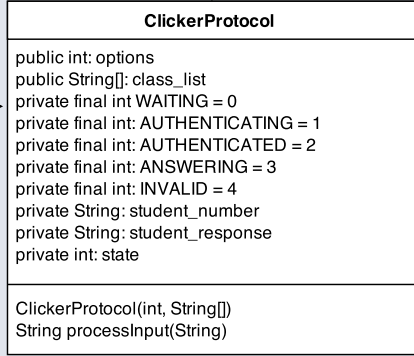 ClickerProtocol
public int: options
public String[]: class_list
private final int WAITING = 0
private final int: AUTHENTICATING = 1
private final int: AUTHENTICATED = 2
private final int: ANSWERING = 3
private final int: INVALID = 4
private String: student_number
private String: student_response
private int: state
ClickerProtocol(int, String[])
String processInput(String)